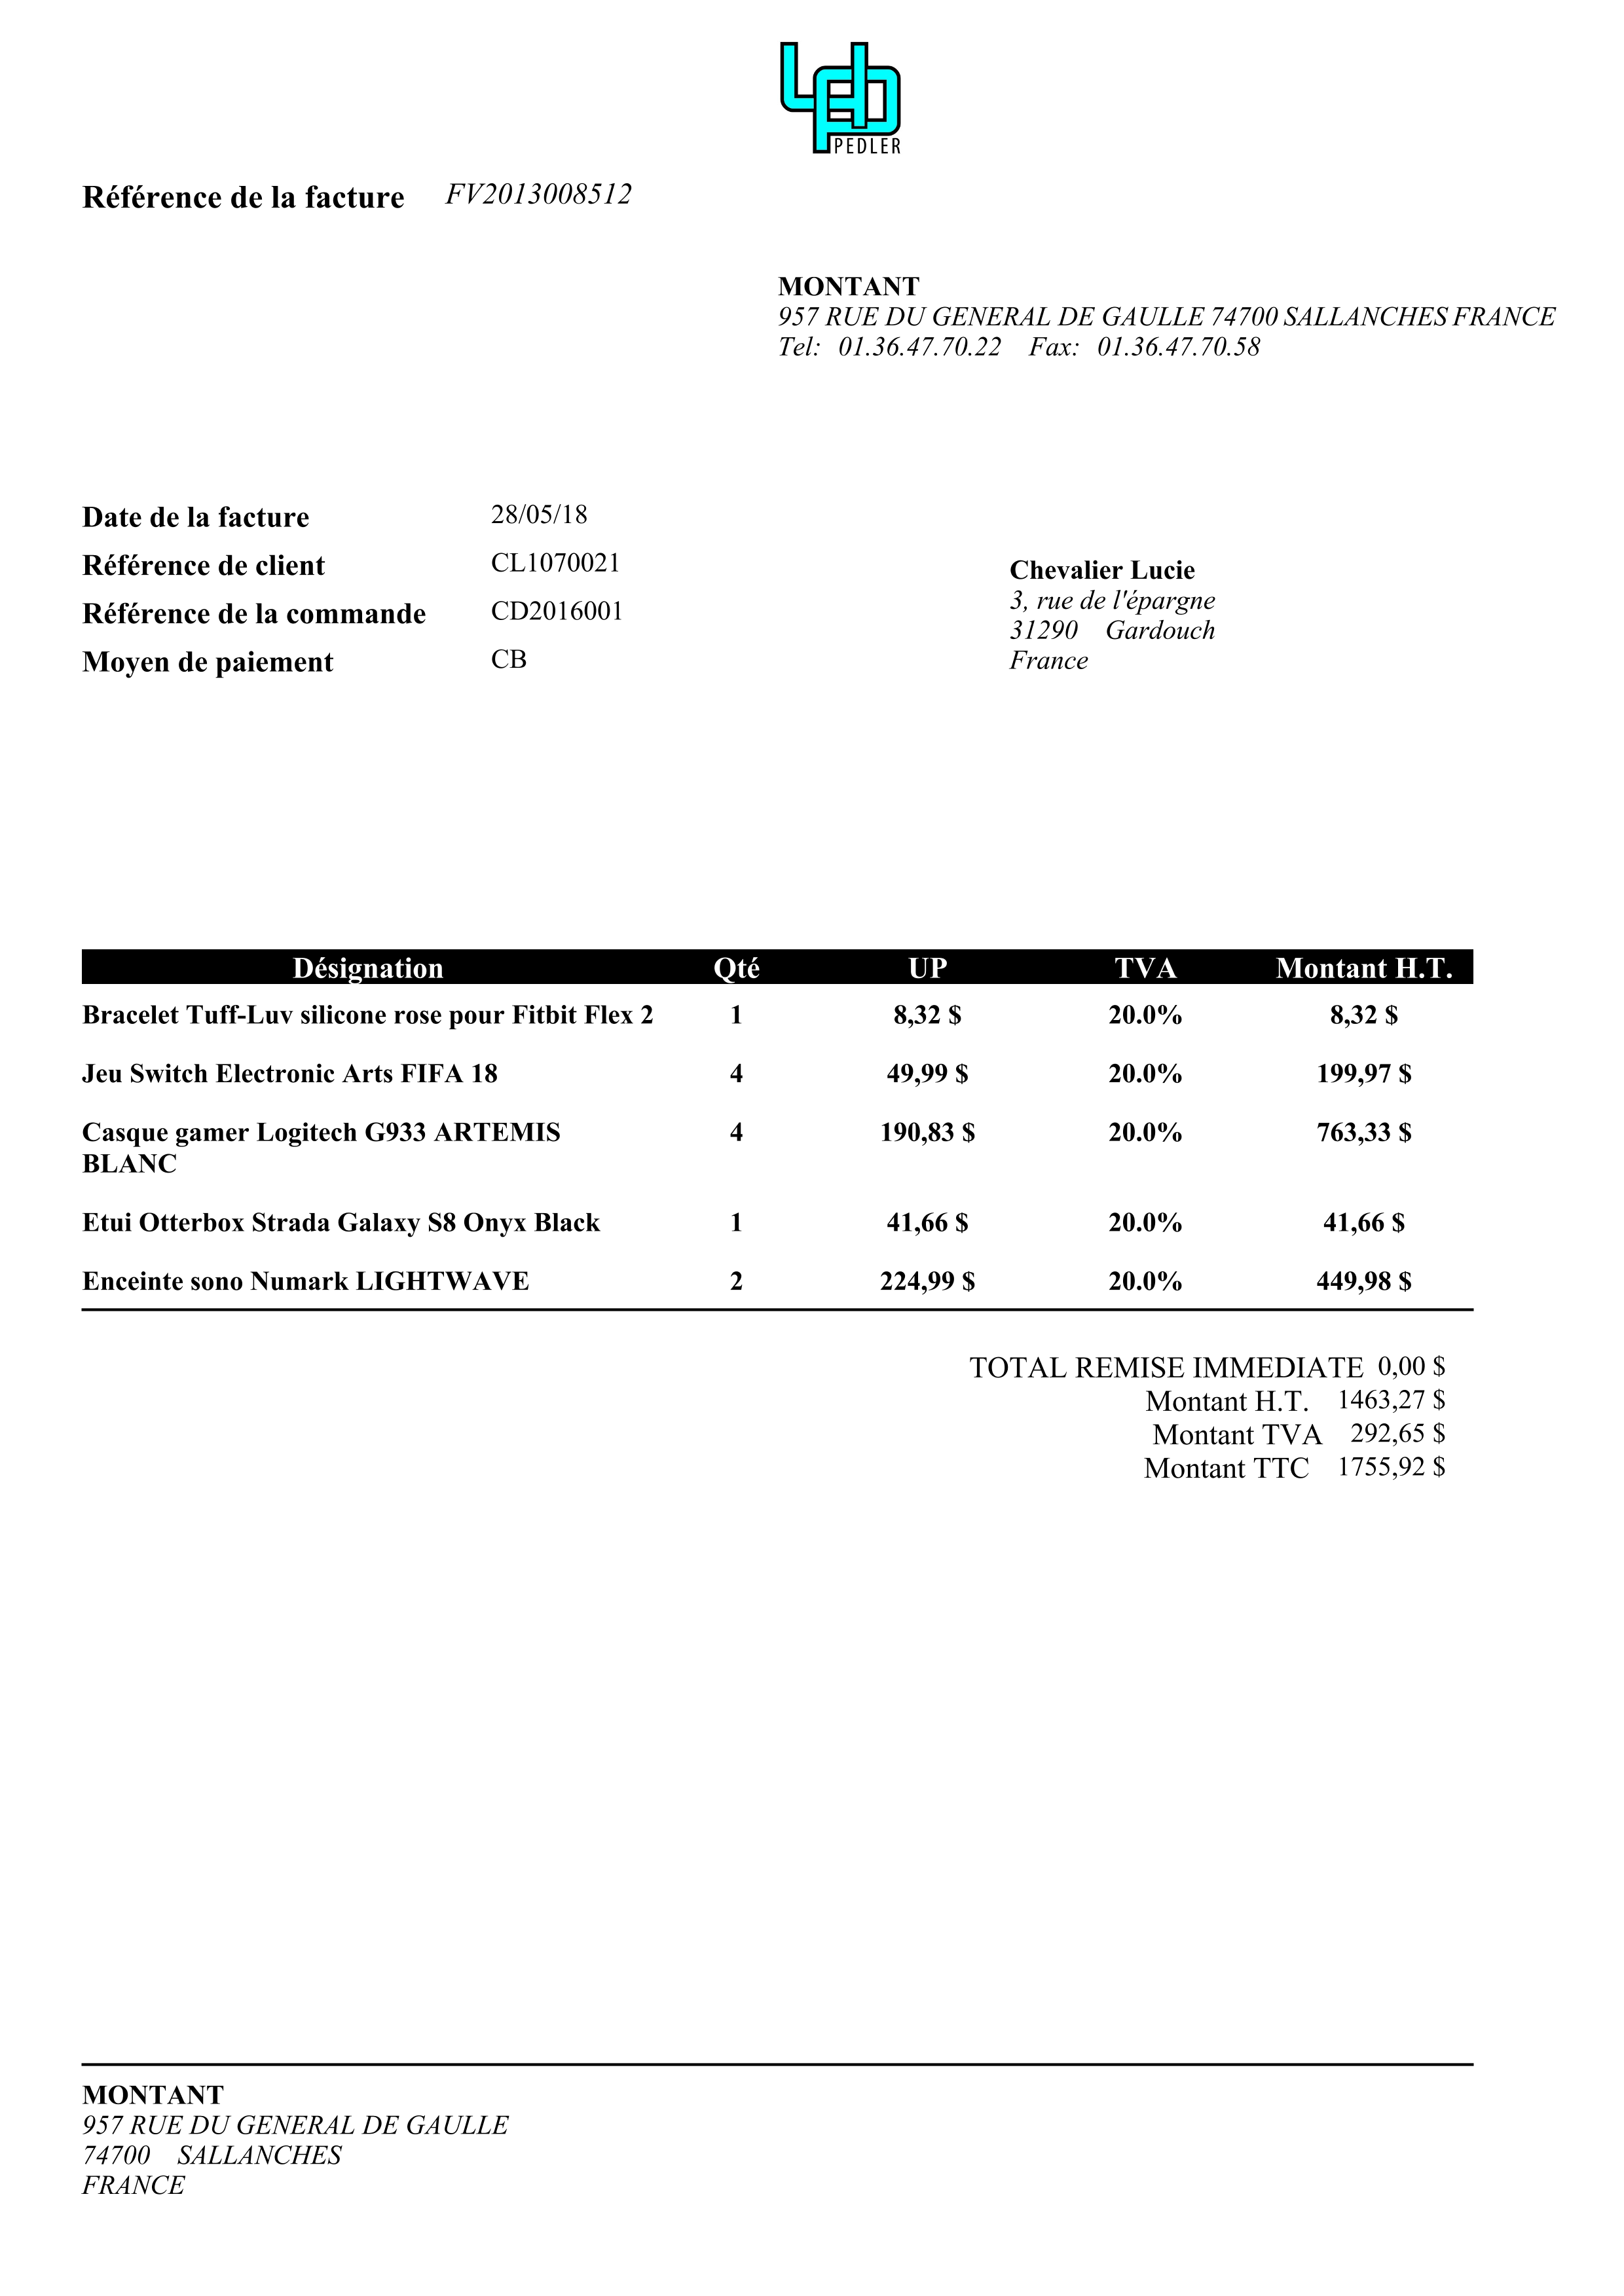 PEDLER
Référence de la facture FV2013008512
MONTANT
957 RUE DU GENERAL DE GAULLE 74700 SALLANCHES FRANCE
Tel: 01.36.47.70.22 Fax: 01.36.47.70.58
Date de la facture 28/05/18
Référence de client CL1070021
Référence de la commande CD2016001
Moyen de paiement CB
Chevalier Lucie
3, rue de l'épargne
31290 Gardouch
France
Désignation Qté UP TVA Montant H.T.
Bracelet Tuff-Luv silicone rose pour Fitbit Flex 2 1 8,32 $ 20.0% 8,32 $
Jeu Switch Electronic Arts FIFA 18 4 49,99 $ 20.0% 199,97 $
Casque gamer Logitech G933 ARTEMIS 4 190,83 $ 20.0% 763,33 $
BLANC
Etui Otterbox Strada Galaxy S8 Onyx Black 1 41,66 $ 20.0% 41,66 $
Enceinte sono Numark LIGHTWAVE 2 224,99 $ 20.0% 449,98 $
TOTAL REMISE IMMEDIATE 0,00 $
Montant H.T. 1463,27 $
Montant TVA 292,65 $
Montant TTC 1755,92 $
MONTANT
957 RUE DU GENERAL DE GAULLE
74700 SALLANCHES
FRANCE